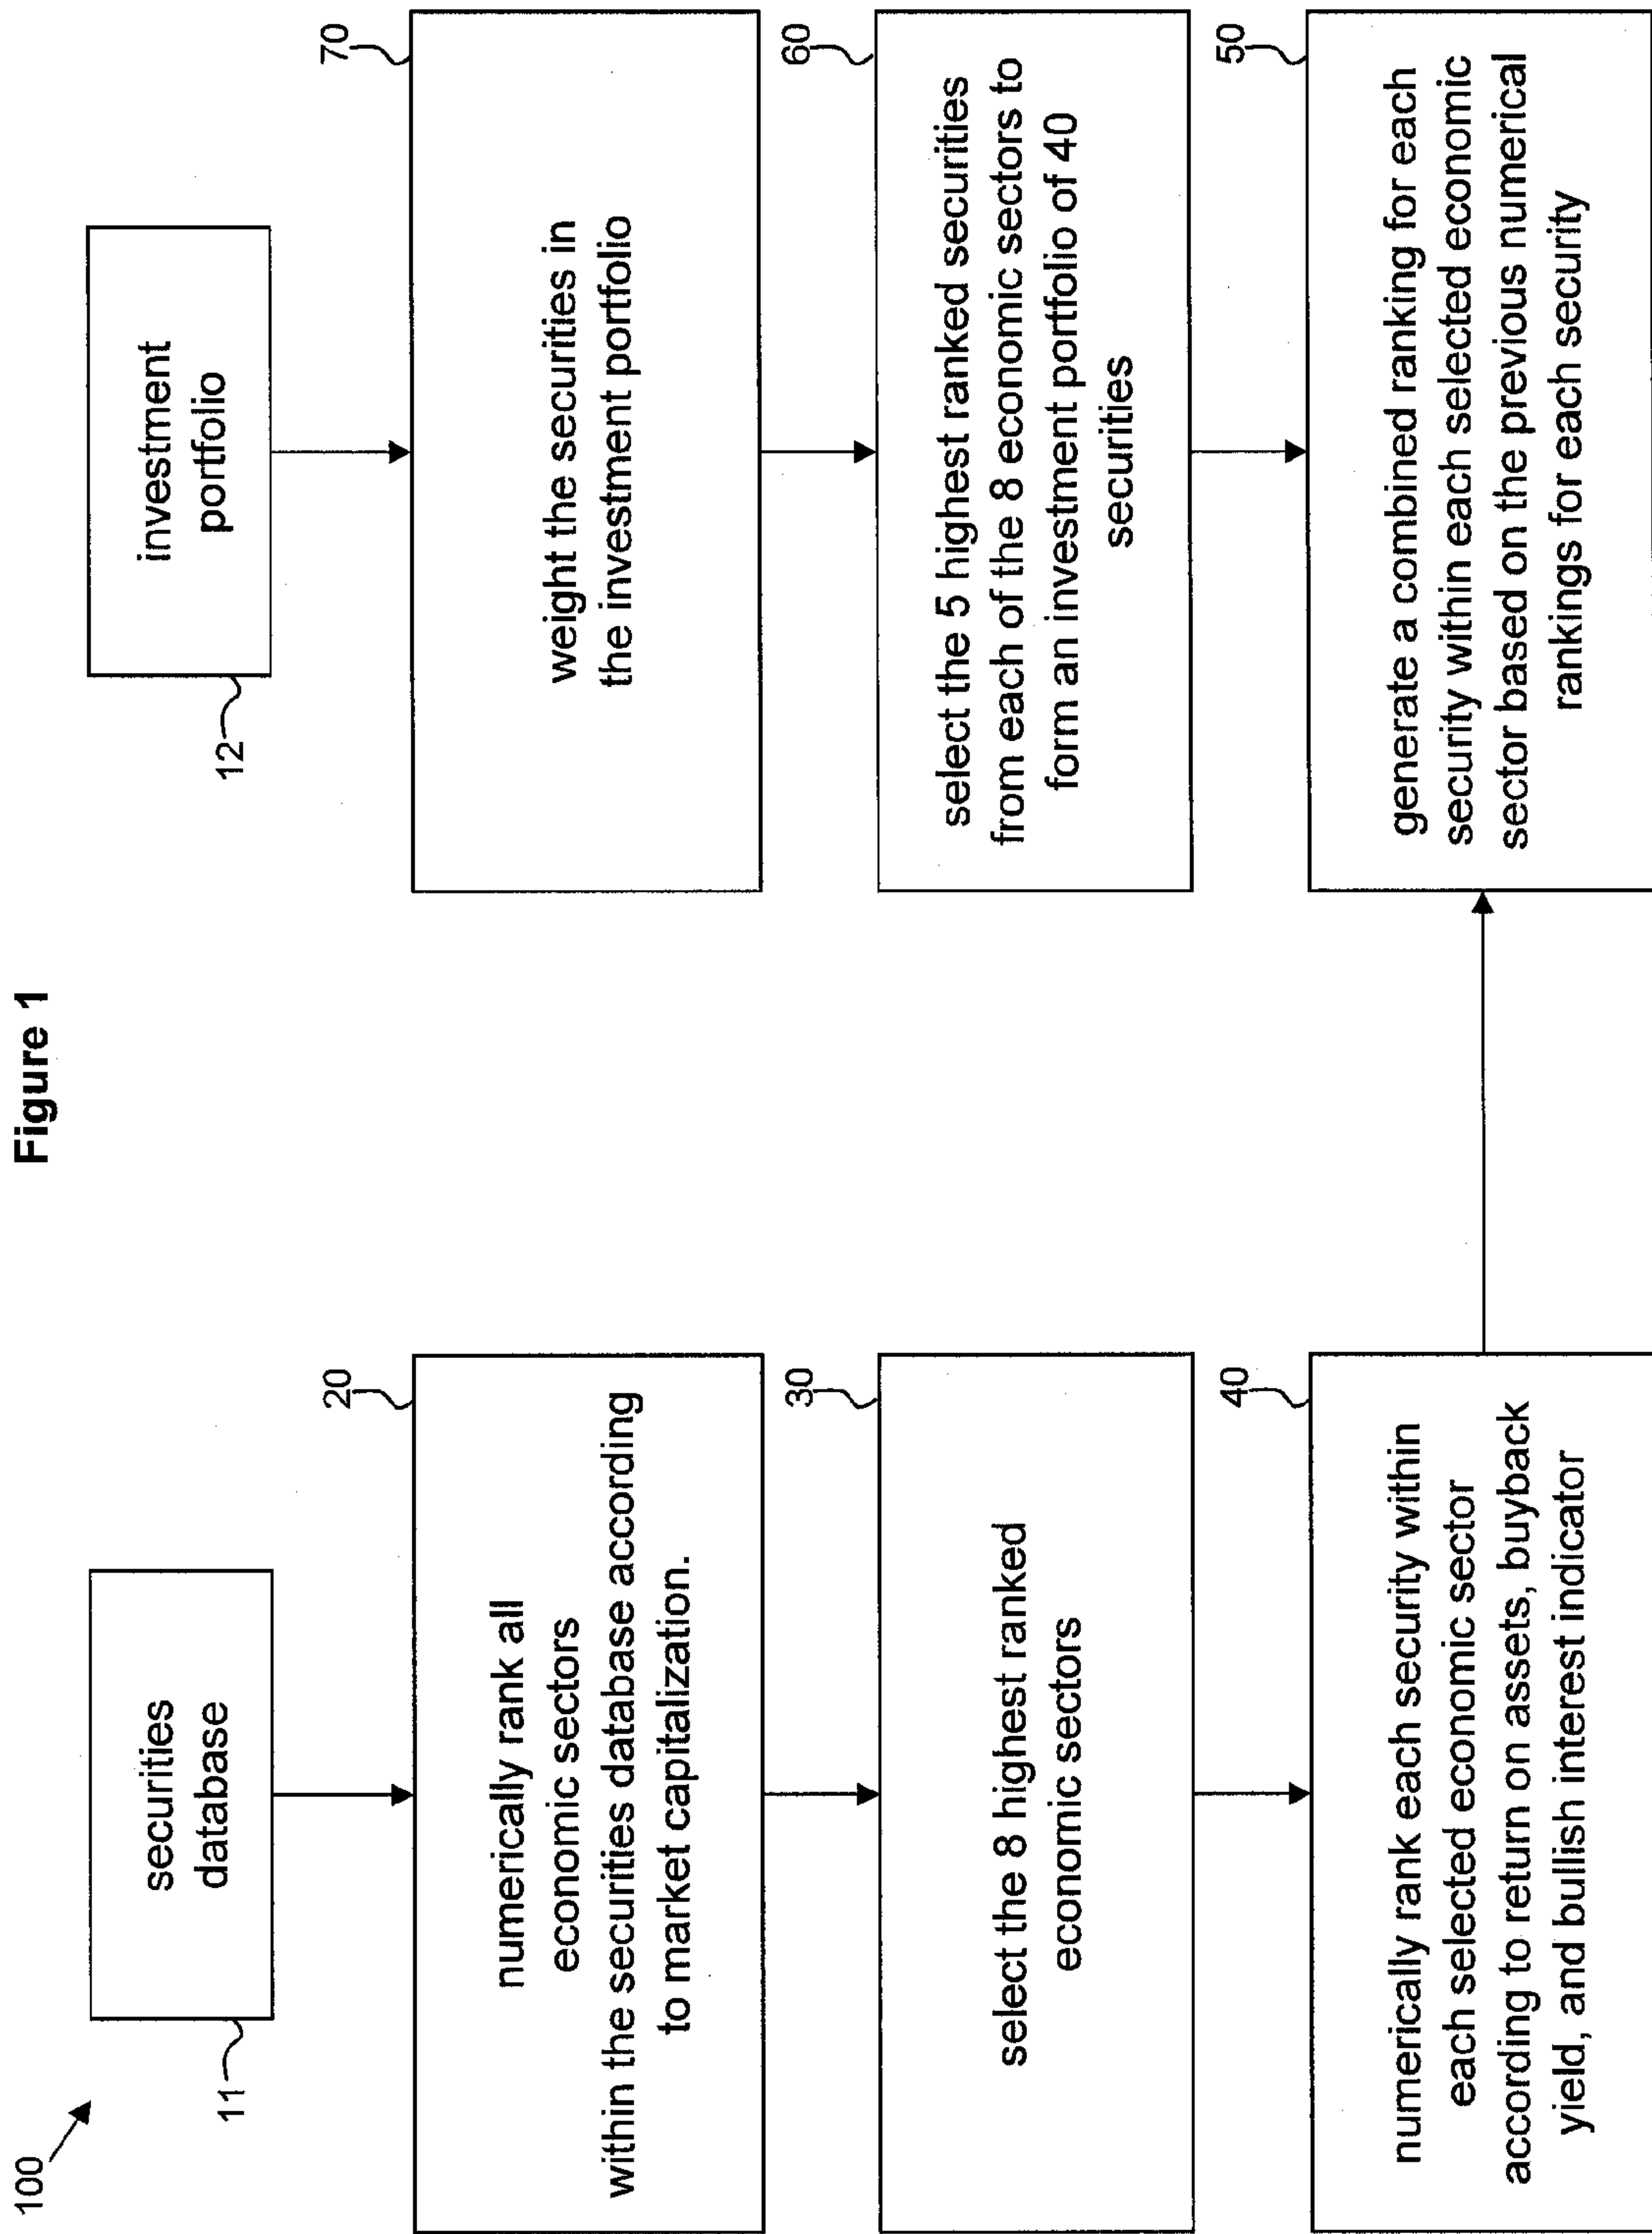 Figure 1
100
securities
database
11
numerically rank all
economic sectors
within the securities database according
to market capitalization.
20
select the 8 highest ranked
economic sectors
30
numerically rank each security within
each selected economic sector
according to return on assets, buyback
yield, and bullish interest indicator
40
investment
portfolio
12
weight the securities in
the investment portfolio
70
select the 5 highest ranked securities
from each of the 8 economic sectors to
form an investment portfolio of 40
securities
60
generate a combined ranking for each
security within each selected economic
sector based on the previous numerical
rankings for each security
50